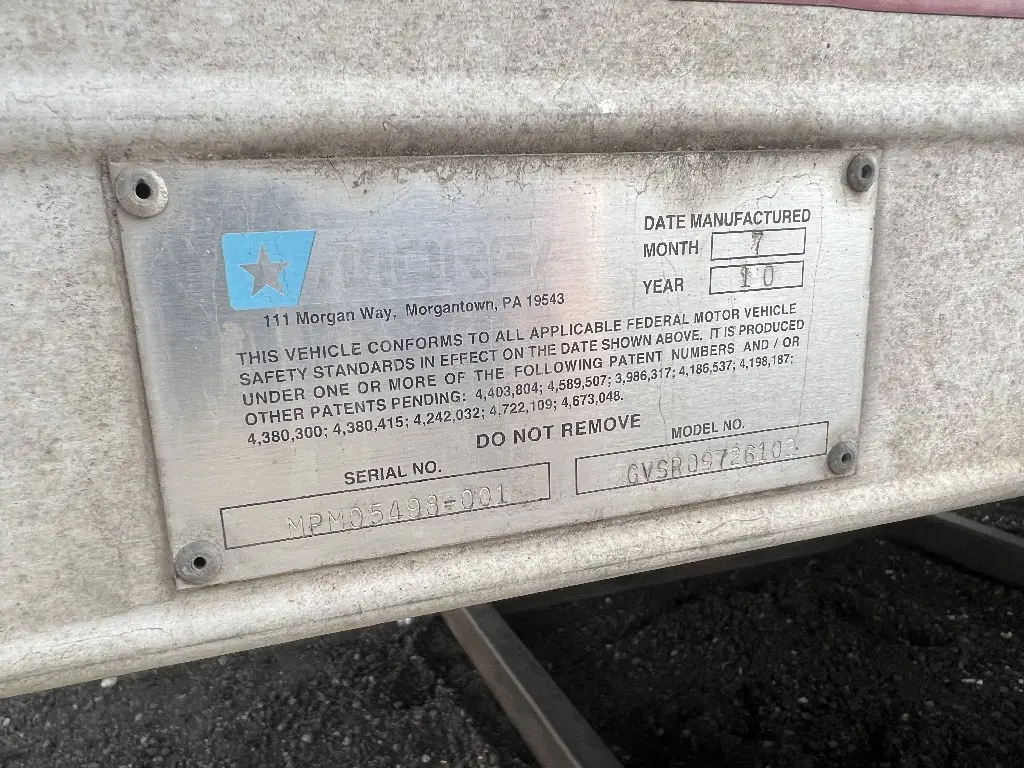 MORGAN
111 Morgan Way, Morgantown, PA 19543
DATE MANUFACTURED
MONTH 7
YEAR 10
THIS VEHICLE CONFORMS TO ALL APPLICABLE FEDERAL MOTOR VEHICLE
SAFETY STANDARDS IN EFFECT ON THE DATE SHOWN ABOVE. IT IS PRODUCED
UNDER ONE OR MORE OF THE FOLLOWING PATENT NUMBERS AND / OR
OTHER PATENTS PENDING: 4,403,804; 4,589,507; 3,986,317; 4,186,537; 4,198,187;
4,380,300; 4,380,415; 4,242,032; 4,722,109; 4,673,048.
DO NOT REMOVE
SERIAL NO.
MPM05498-001
MODEL NO.
GVSR09726103